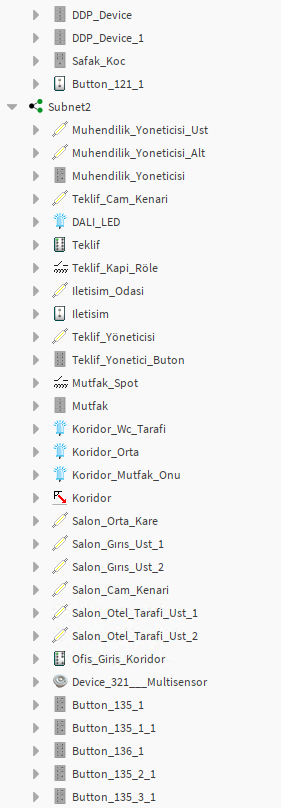 DDP_Device
DDP_Device_1
Safak_Koc
Button_121_1
Subnet2
Muhendilik_Yoneticisi_Ust
Muhendilik_Yoneticisi_Alt
Muhendilik_Yoneticisi
Teklif_Cam_Kenari
DALI_LED
Teklif
Teklif_Kapi_Röle
Iletisim_Odasi
Iletisim
Teklif_Yöneticisi
Teklif_Yonetici_Buton
Mutfak_Spot
Mutfak
Koridor_Wc_Tarafi
Koridor_Orta
Koridor_Mutfak_Onu
Koridor
Salon_Orta_Kare
Salon_Gırıs_Ust_1
Salon_Gırıs_Ust_2
Salon_Cam_Kenari
Salon_Otel_Tarafi_Ust_1
Salon_Otel_Tarafi_Ust_2
Ofis_Giris_Koridor
Device_321___Multisensor
Button_135_1
Button_135_1_1
Button_136_1
Button_135_2_1
Button_135_3_1